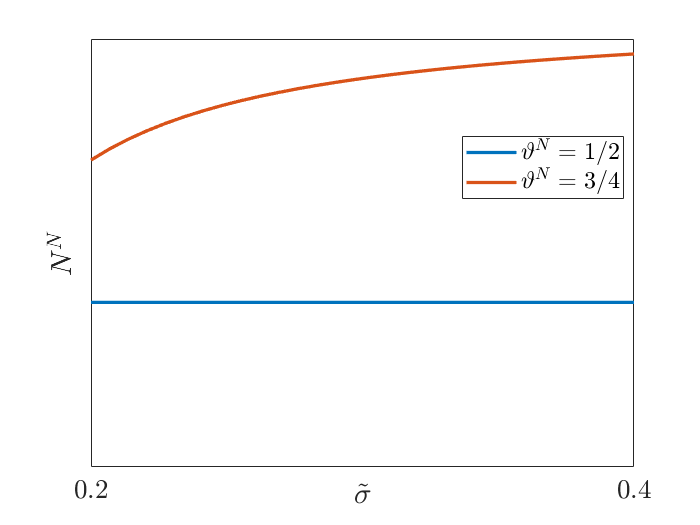 ϑ^N = 1/2
ϑ^N = 3/4
N^N
0.2
σ̃
0.4